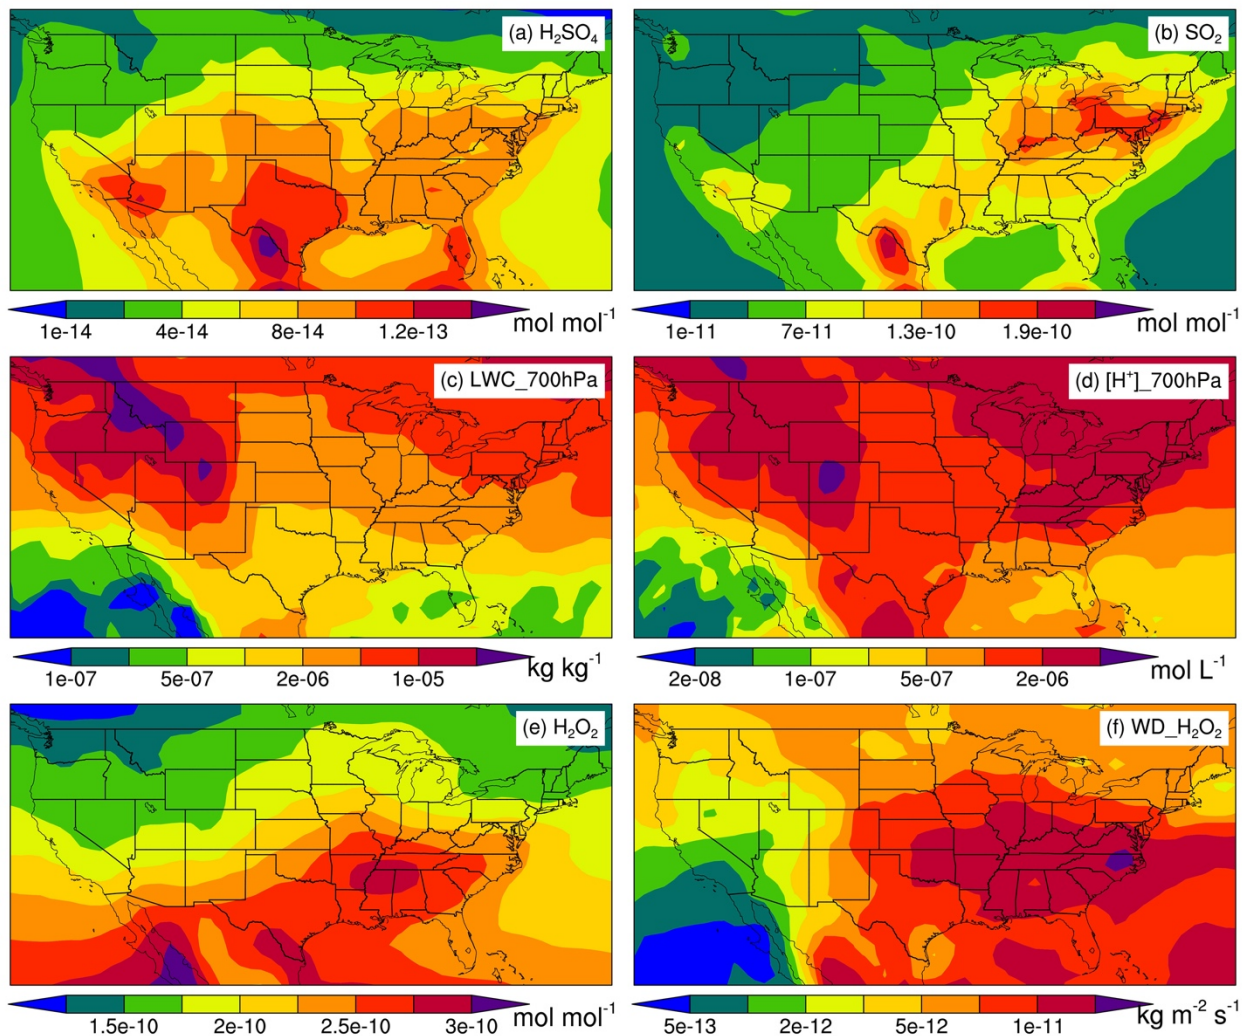 (a) H₂SO₄
(b) SO₂
1e-14 4e-14 8e-14 1.2e-13 mol mol⁻¹
1e-11 7e-11 1.3e-10 1.9e-10 mol mol⁻¹
(c) LWC_700hPa
(d) [H⁺]_700hPa
1e-07 5e-07 2e-06 1e-05 kg kg⁻¹
2e-08 1e-07 5e-07 2e-06 mol L⁻¹
(e) H₂O₂
(f) WD_H₂O₂
1.5e-10 2e-10 2.5e-10 3e-10 mol mol⁻¹
5e-13 2e-12 5e-12 1e-11 kg m⁻² s⁻¹